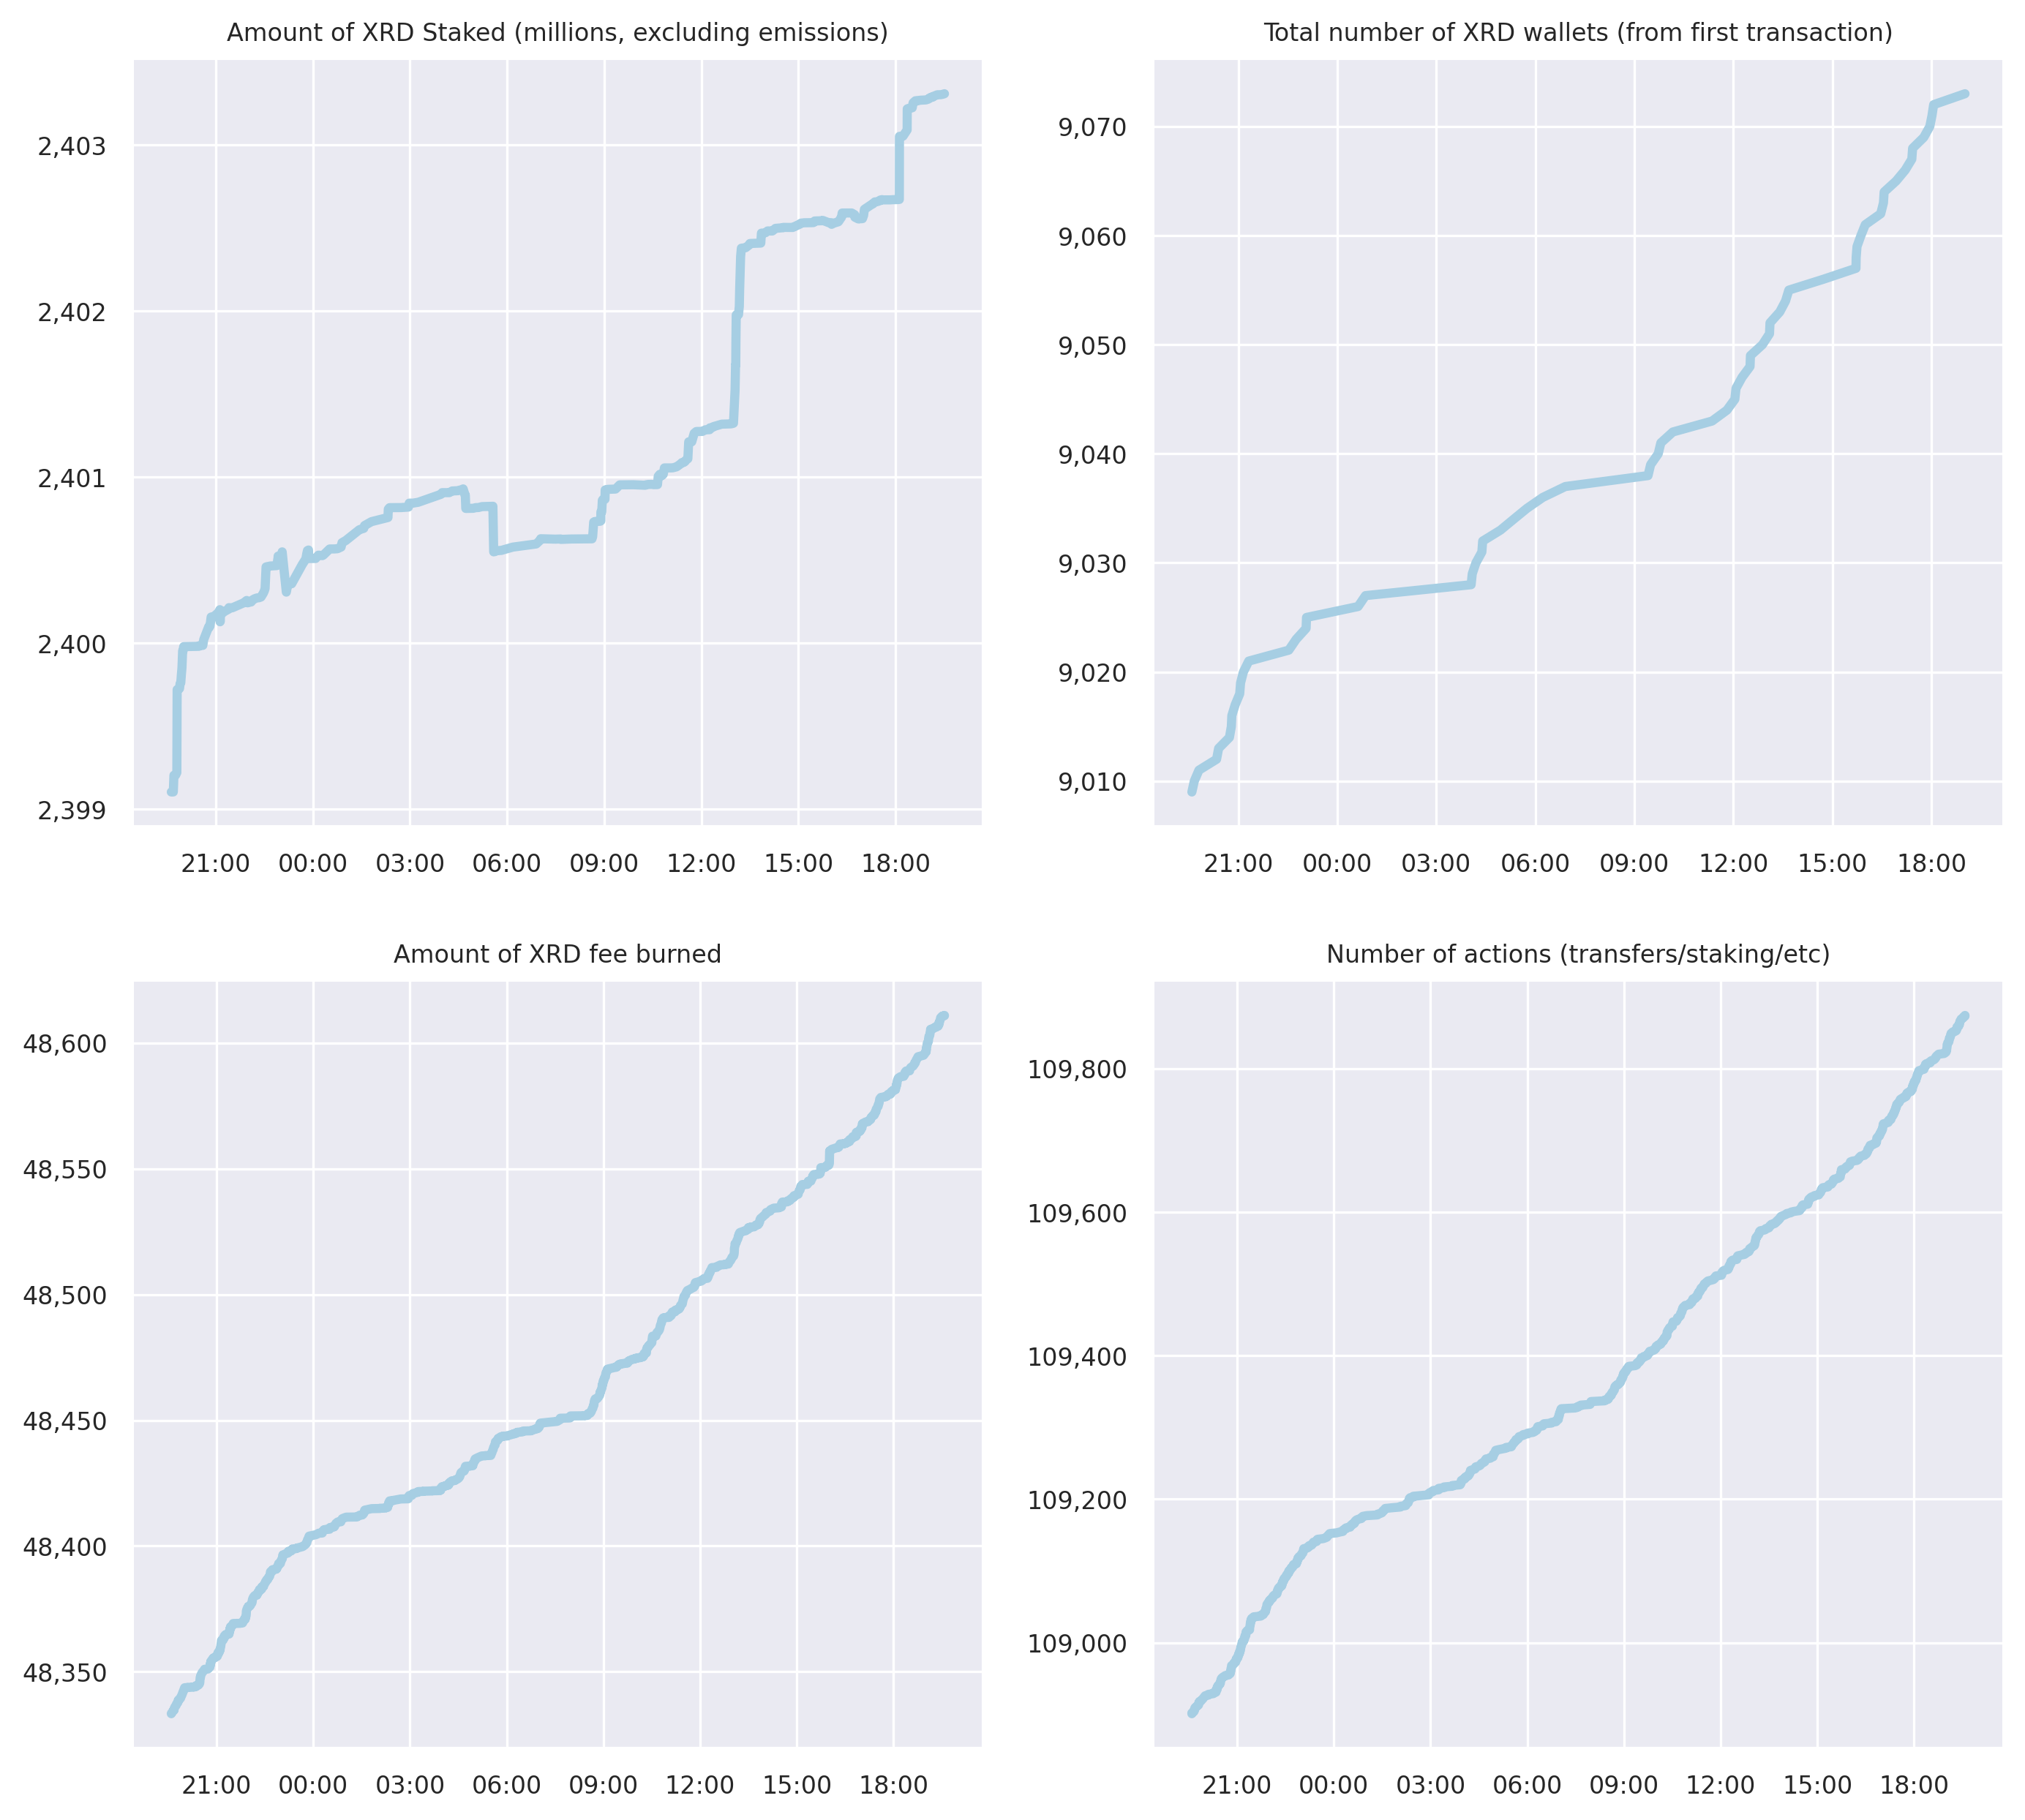 Amount of XRD Staked (millions, excluding emissions)
2,403
2,402
2,401
2,400
2,399
21:00 00:00 03:00 06:00 09:00 12:00 15:00 18:00
Total number of XRD wallets (from first transaction)
9,070
9,060
9,050
9,040
9,030
9,020
9,010
21:00 00:00 03:00 06:00 09:00 12:00 15:00 18:00
Amount of XRD fee burned
48,600
48,550
48,500
48,450
48,400
48,350
21:00 00:00 03:00 06:00 09:00 12:00 15:00 18:00
Number of actions (transfers/staking/etc)
109,800
109,600
109,400
109,200
109,000
21:00 00:00 03:00 06:00 09:00 12:00 15:00 18:00